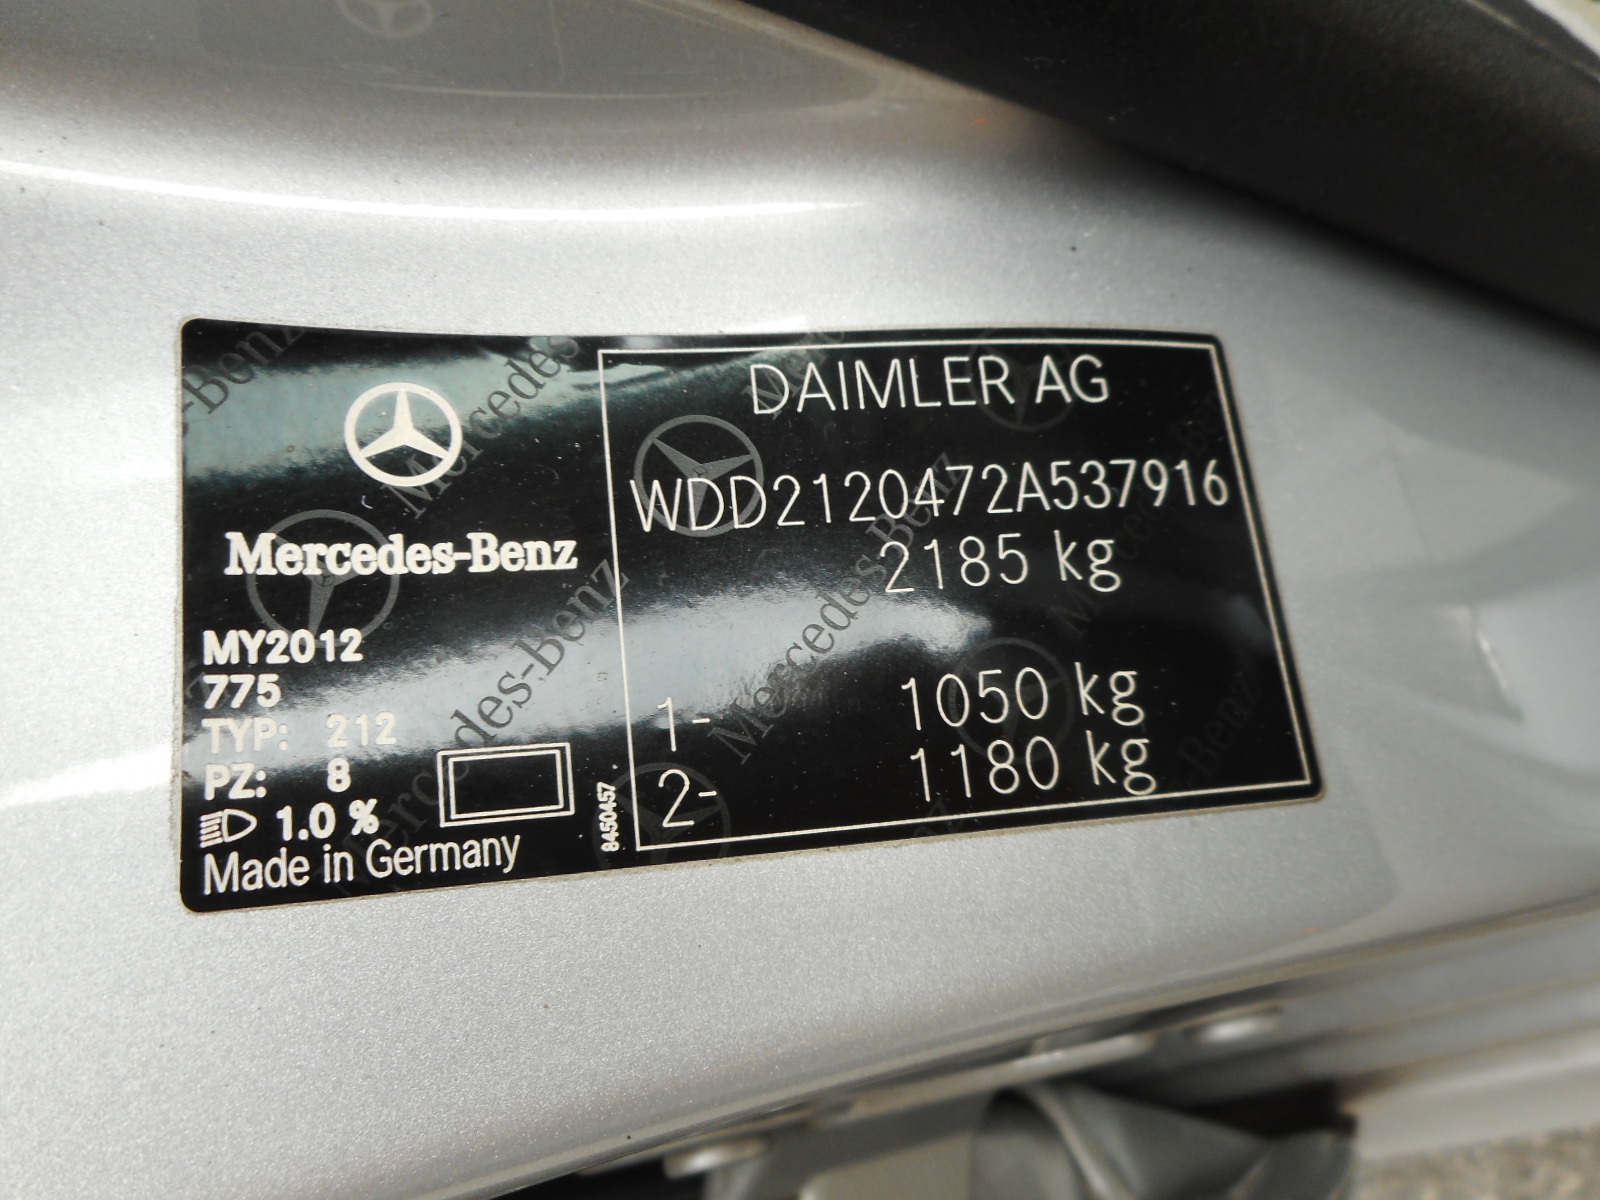 Mercedes-Benz
MY2012
775
TYP: 212
PZ: 8
1.0 %
Made in Germany
8450457
DAIMLER AG
WDD2120472A537916
2185 kg
1- 1050 kg
2- 1180 kg